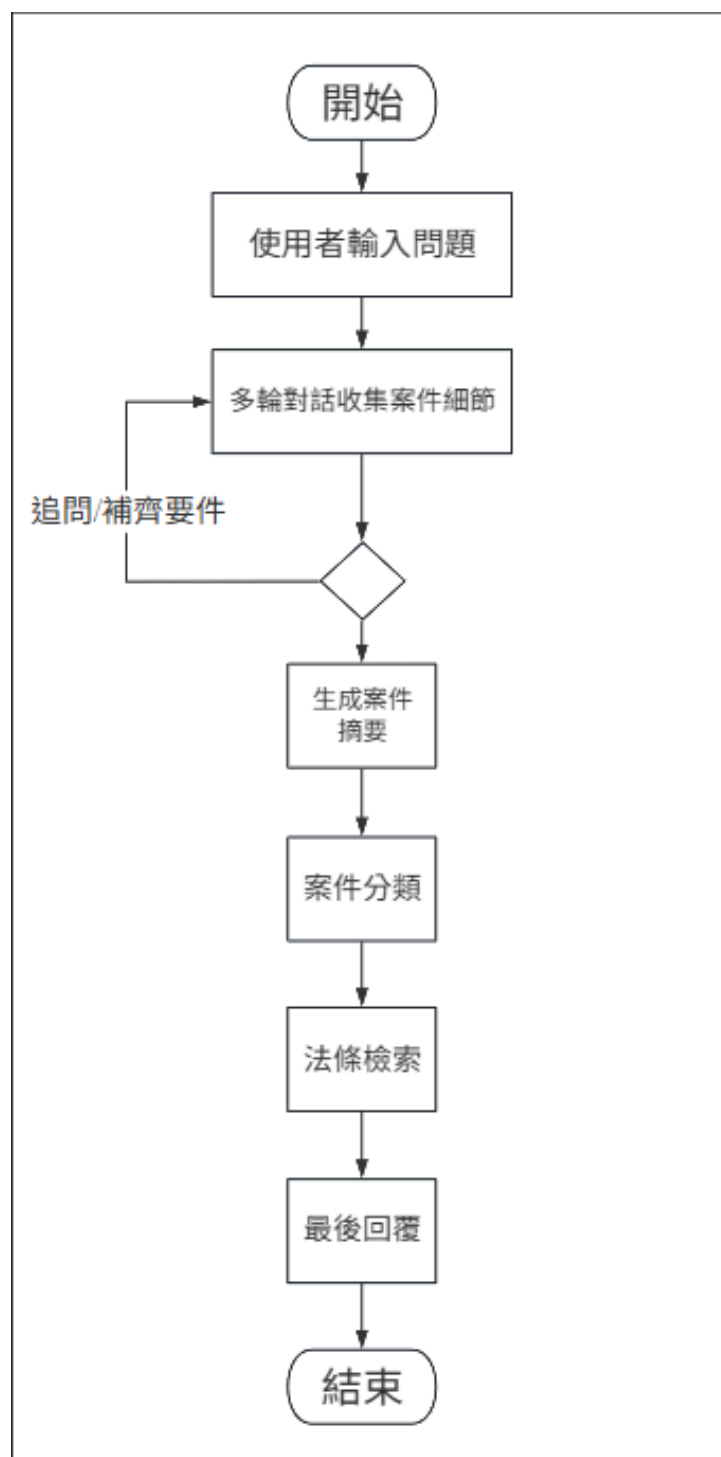 開始
使用者輸入問題
多輪對話收集案件細節
追問/補齊要件
生成案件
摘要
案件分類
法條檢索
最後回覆
結束